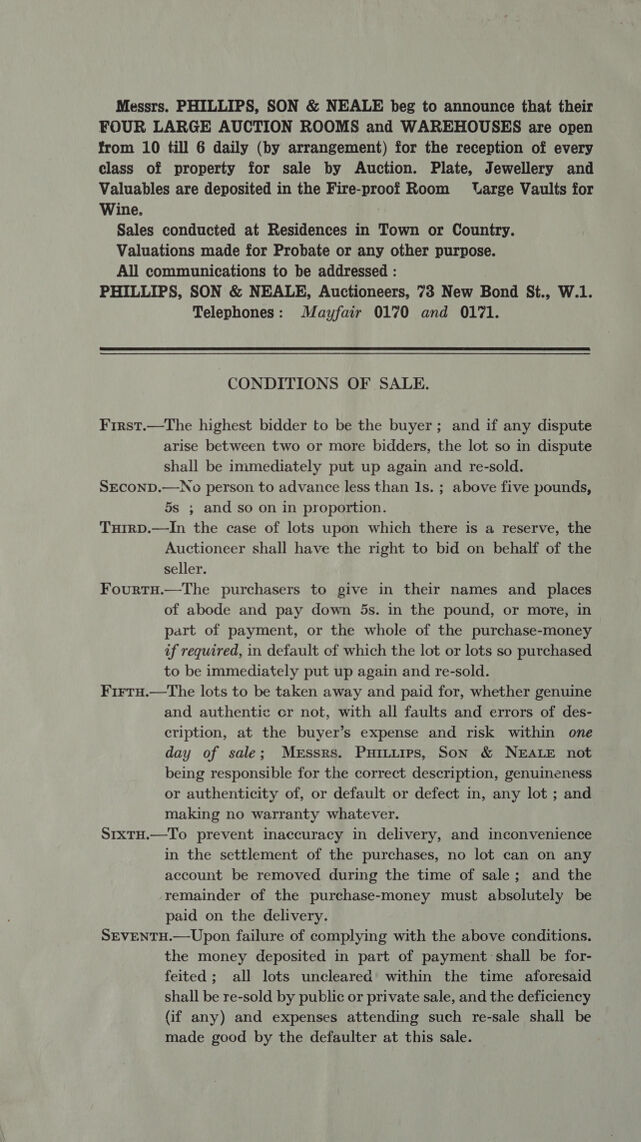 Messrs. PHILLIPS, SON & NEALE beg to announce that their
FOUR LARGE AUCTION ROOMS and WAREHOUSES are open
from 10 till 6 daily (by arrangement) for the reception of every
class of property for sale by Auction. Plate, Jewellery and
Valuables are deposited in the Fire-proof Room Large Vaults for
Wine.
Sales conducted at Residences in Town or Country.
Valuations made for Probate or any other purpose.
All communications to be addressed :
PHILLIPS, SON & NEALE, Auctioneers, 73 New Bond St., W.1.
Telephones : Mayfair 0170 and 0171.
CONDITIONS OF SALE.
FIRST.—The highest bidder to be the buyer ; and if any dispute
arise between two or more bidders, the lot so in dispute
shall be immediately put up again and re-sold.
SECOND.—No person to advance less than 1s. ; above five pounds,
5s ; and so on in proportion.
THIRD.—In the case of lots upon which there is a reserve, the
Auctioneer shall have the right to bid on behalf of the
seller.
FOURTH.—The purchasers to give in their names and places
of abode and pay down 5s. in the pound, or more, in
part of payment, or the whole of the purchase-money
if required, in default of which the lot or lots so purchased
to be immediately put up again and re-sold.
FIFTH.—The lots to be taken away and paid for, whether genuine
and authentic or not, with all faults and errors of des-
cription, at the buyer's expense and risk within one
day of sale ; MESSRS. PHILLIPS, SON & NEALE not
being responsible for the correct description, genuineness
or authenticity of, or default or defect in, any lot ; and
making no warranty whatever.
SIXTH.—To prevent inaccuracy in delivery, and inconvenience
in the settlement of the purchases, no lot can on any
account be removed during the time of sale ; and the
remainder of the purchase-money must absolutely be
paid on the delivery.
SEVENTH.—Upon failure of complying with the above conditions.
the money deposited in part of payment shall be for-
feited ; all lots uncleared within the time aforesaid
shall be re-sold by public or private sale, and the deficiency
(if any) and expenses attending such re-sale shall be
made good by the defaulter at this sale.